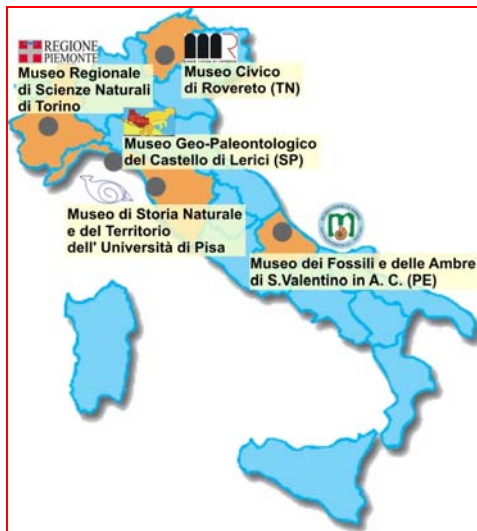 REGIONE
PIEMONTE
Museo Regionale
di Scienze Naturali
di Torino
MR
Museo Civico
di Rovereto (TN)
Museo Geo-Paleontologico
del Castello di Lerici (SP)
Museo di Storia Naturale
e del Territorio
dell' Università di Pisa
m
Museo dei Fossili e delle Ambre
di S.Valentino in A. C. (PE)